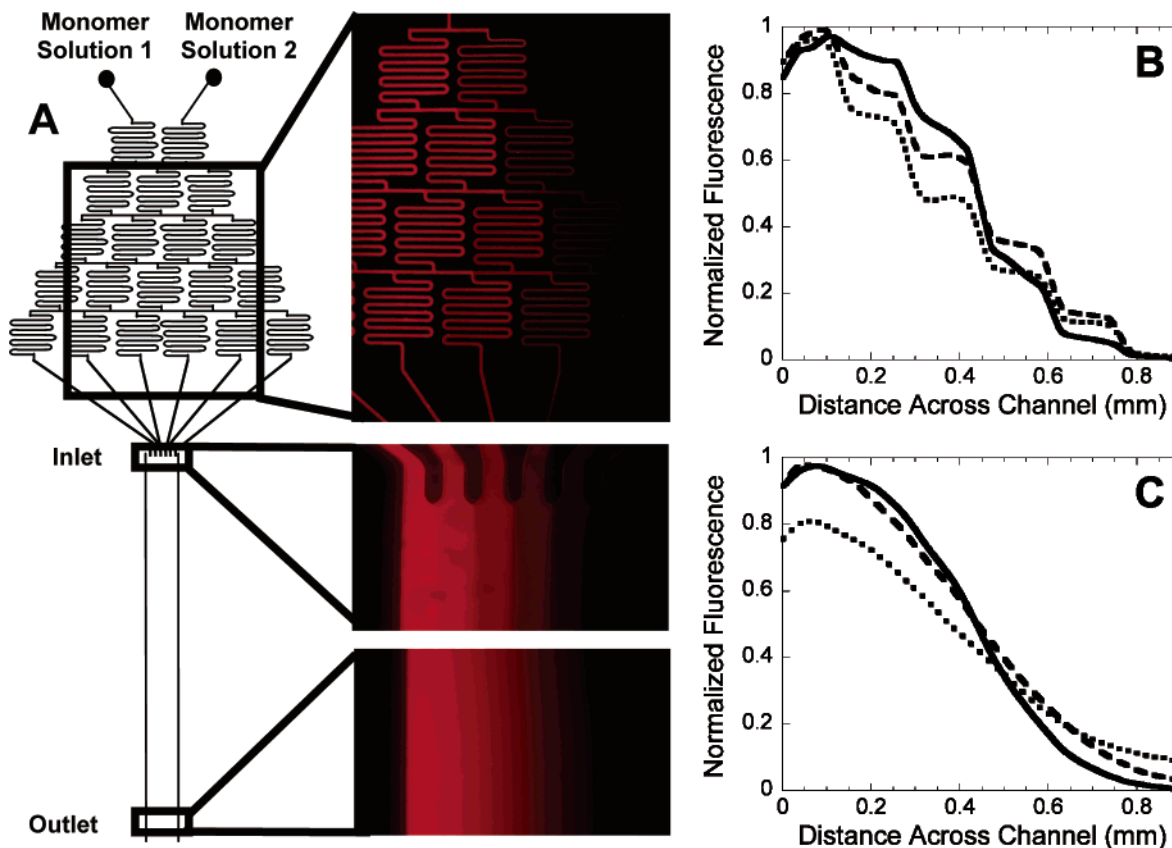 Monomer
Solution 1
Monomer
Solution 2
A
Inlet
Outlet
B
Normalized Fluorescence
1
0.8
0.6
0.4
0.2
0
0 0.2 0.4 0.6 0.8
Distance Across Channel (mm)
C
Normalized Fluorescence
1
0.8
0.6
0.4
0.2
0
0 0.2 0.4 0.6 0.8
Distance Across Channel (mm)